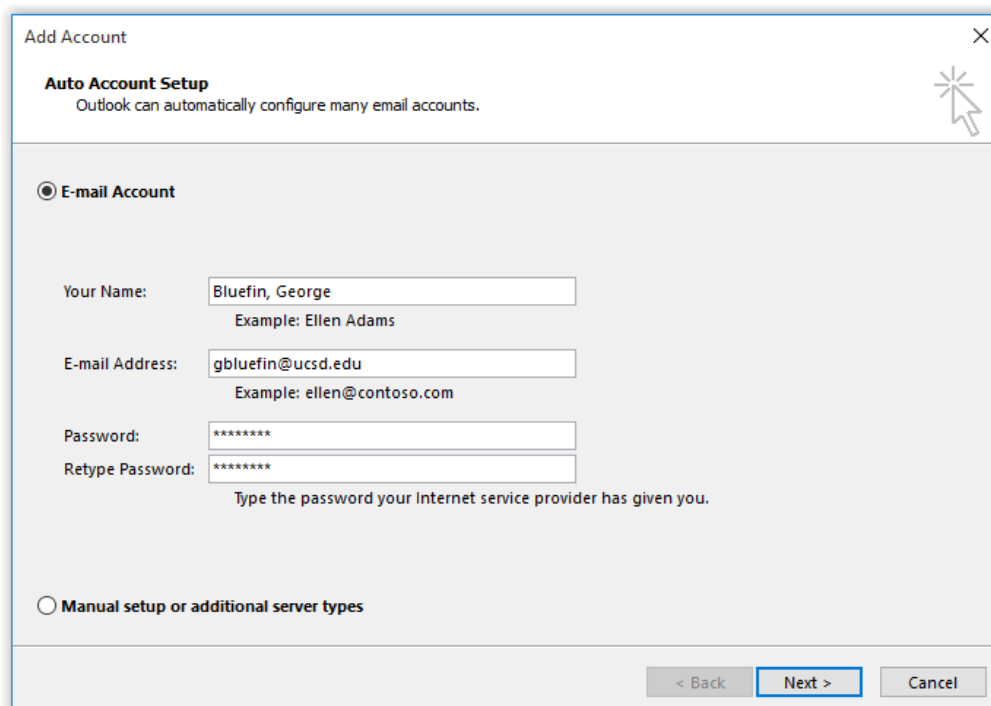 Add Account
Auto Account Setup
Outlook can automatically configure many email accounts.
E-mail Account
Your Name: Bluefin, George
Example: Ellen Adams
E-mail Address: gbluefin@ucsd.edu
Example: ellen@contoso.com
Password: ********
Retype Password: ********
Type the password your Internet service provider has given you.
Manual setup or additional server types
< Back Next > Cancel